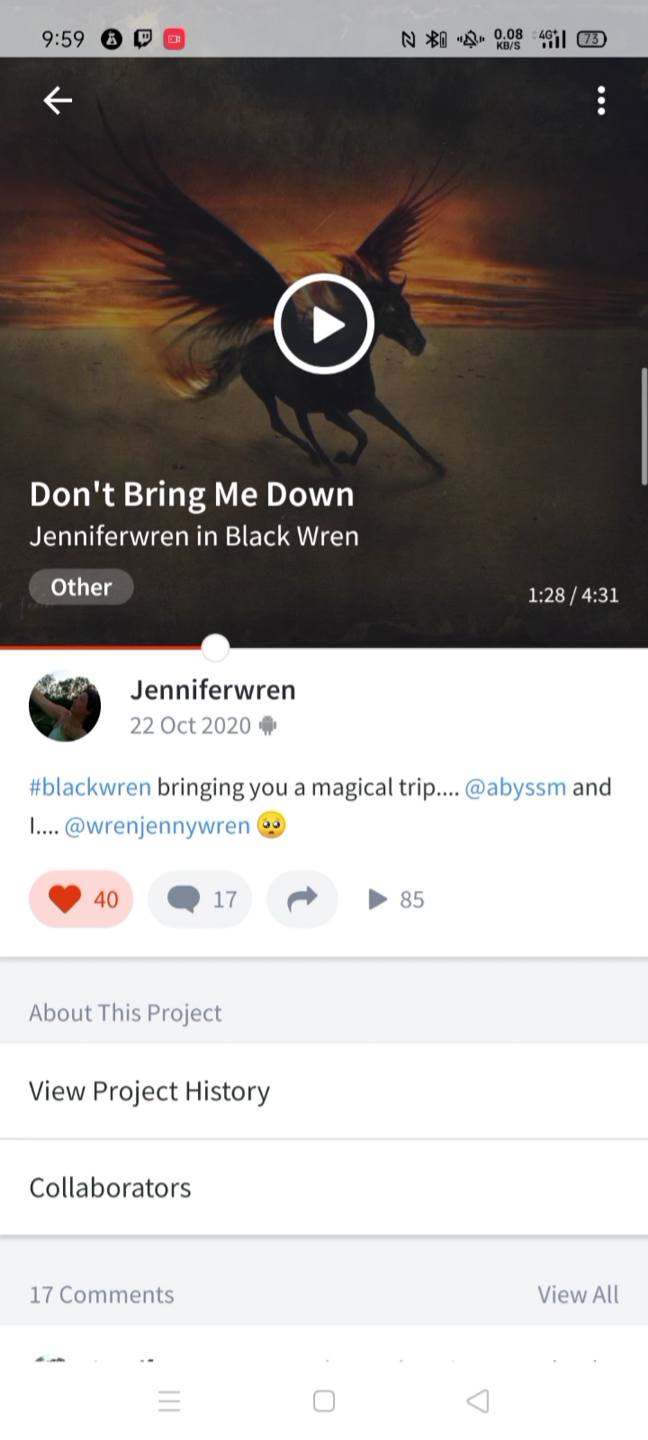 9:59
0.08
KB/S
4G+
73
Don't Bring Me Down
Jenniferwren in Black Wren
Other
1:28 / 4:31
Jenniferwren
22 Oct 2020
#blackwren bringing you a magical trip.... @abyssm and
I.... @wrenjennywren 🥺
40
17
85
About This Project
View Project History
Collaborators
17 Comments
View All